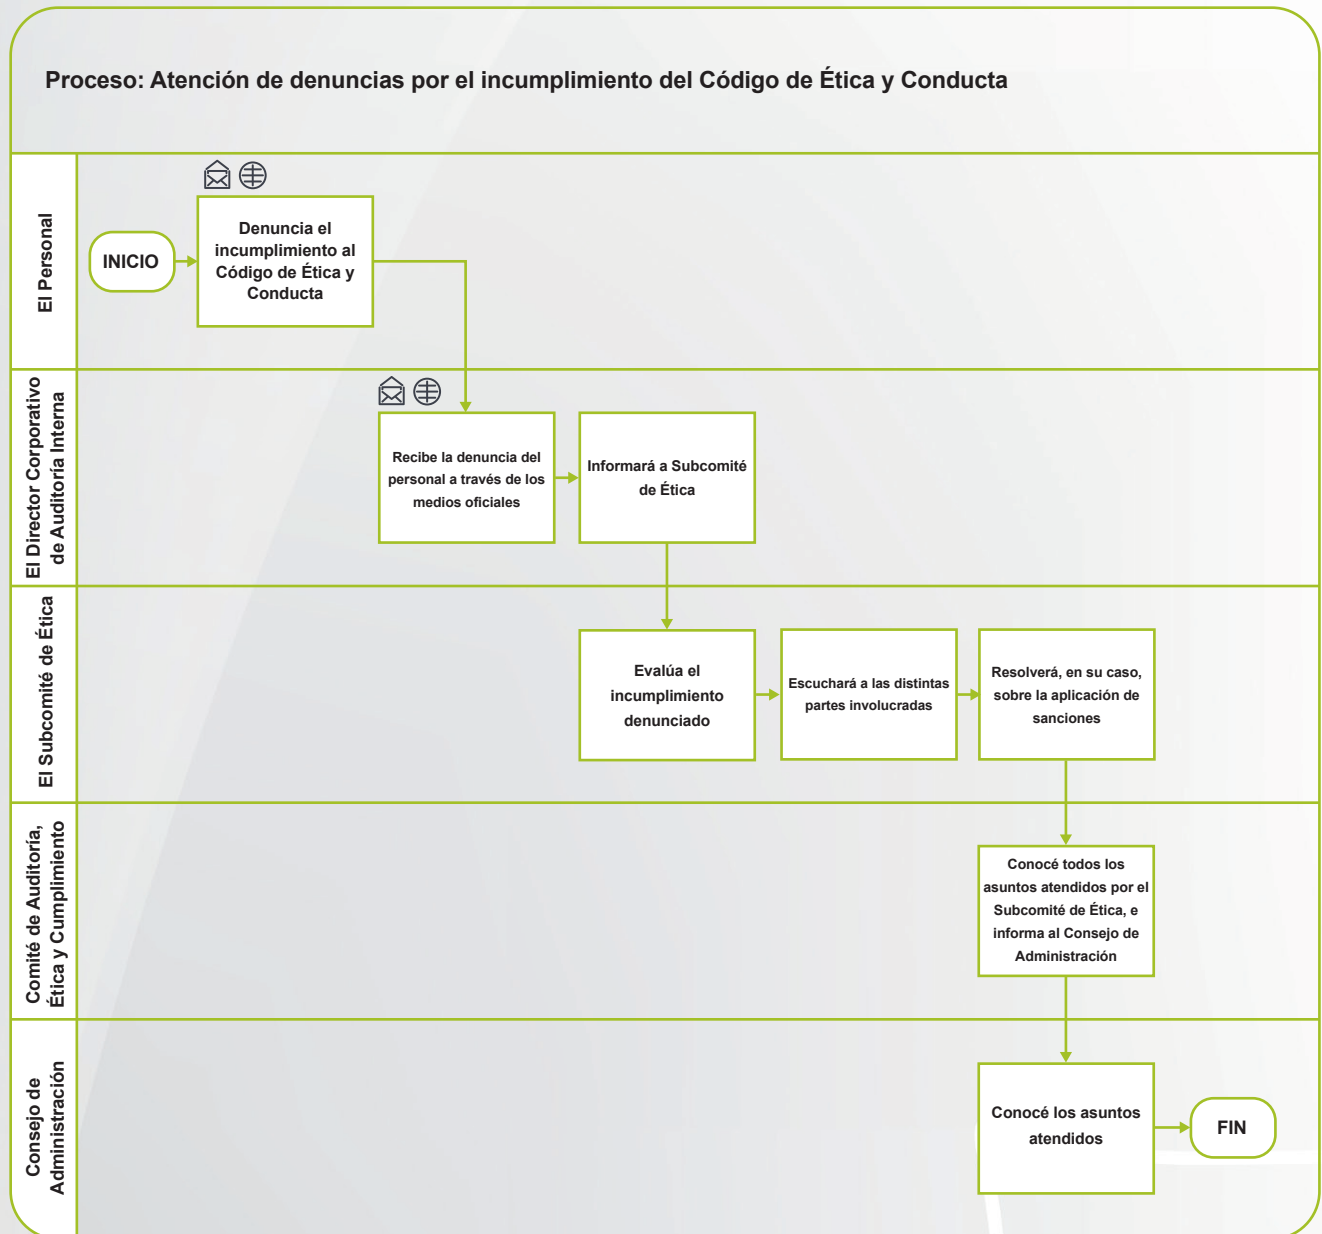 Proceso: Atención de denuncias por el incumplimiento del Código de Ética y Conducta
El Personal
INICIO
Denuncia el
incumplimiento al
Código de Ética y
Conducta
El Director Corporativo
de Auditoría Interna
Recibe la denuncia del
personal a través de los
medios oficiales
Informará a Subcomité
de Ética
El Subcomité de Ética
Evalúa el
incumplimiento
denunciado
Escuchará a las distintas
partes involucradas
Resolverá, en su caso,
sobre la aplicación de
sanciones
Comité de Auditoría,
Ética y Cumplimiento
Conocé todos los
asuntos atendidos por el
Subcomité de Ética, e
informa al Consejo de
Administración
Consejo de
Administración
Conocé los asuntos
atendidos
FIN